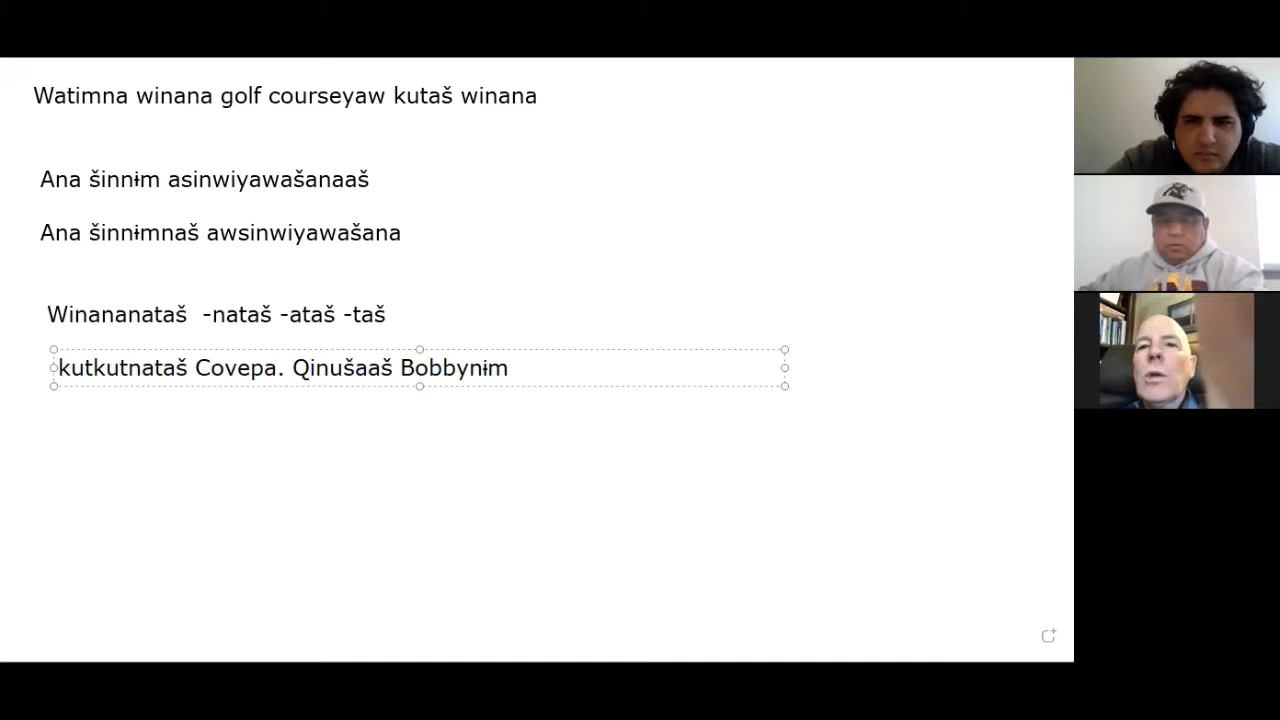 Watimna winana golf courseyaw kutaš winana
Ana šinnɨm asinwiyawašanaaš
Ana šinnɨmnaš awsinwiyawašana
Winananataš -nataš -ataš -taš
kutkutnataš Covepa. Qinušaaš Bobbynɨm